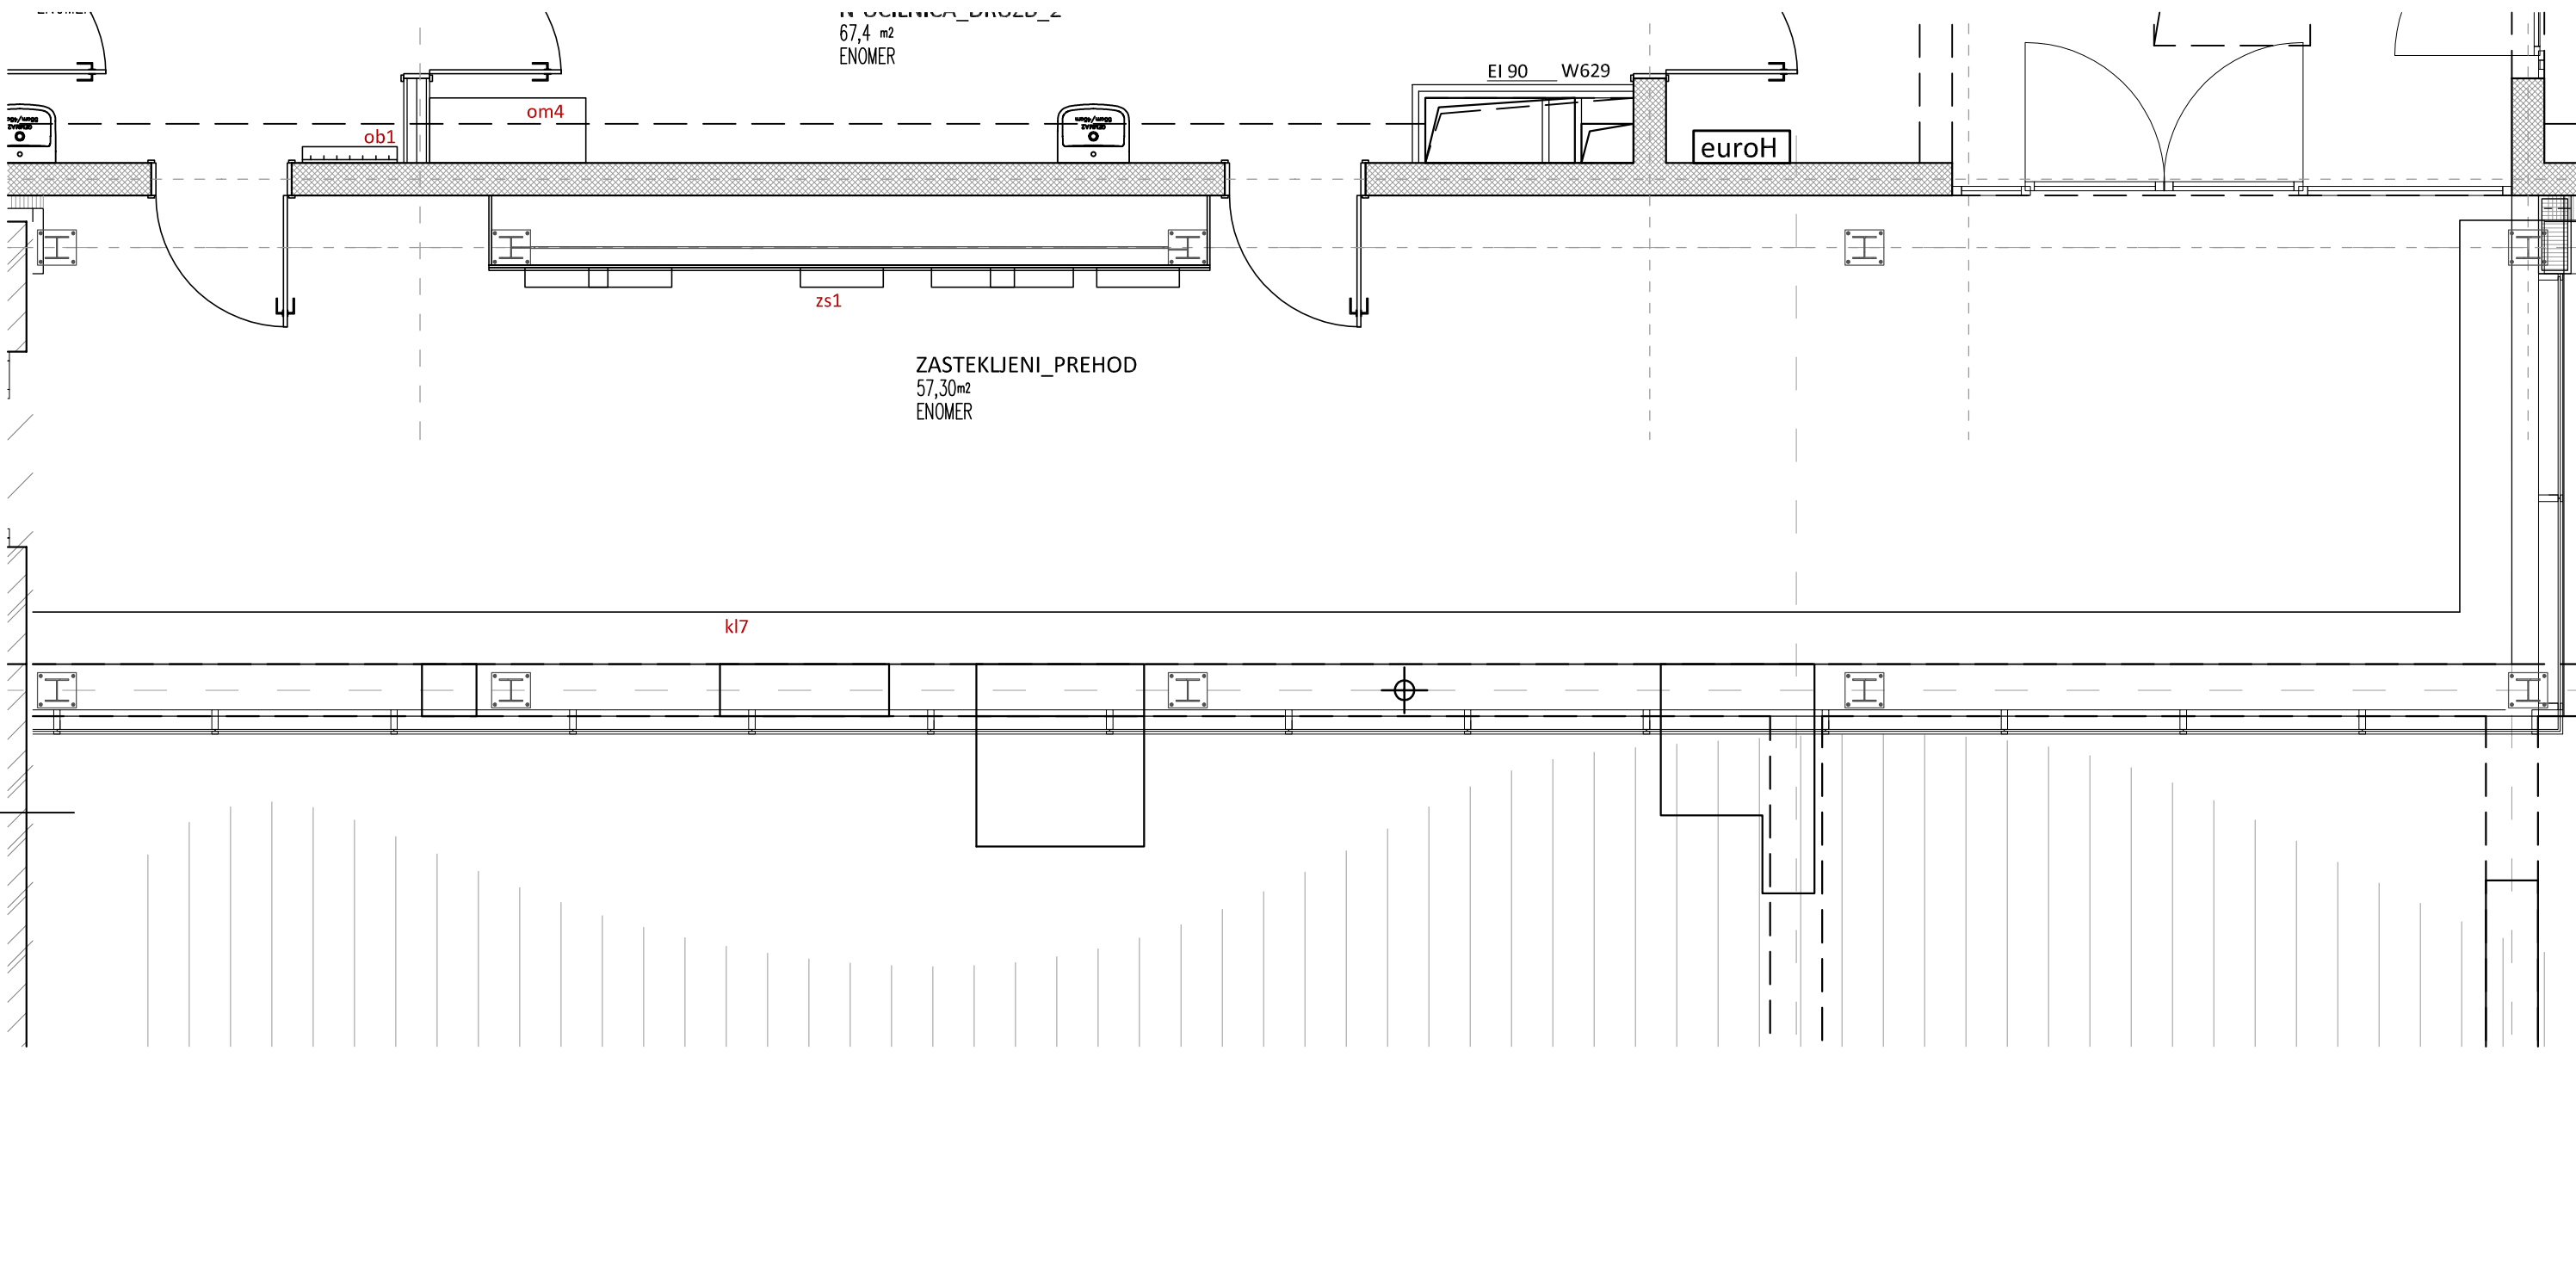 67,4 m2
ENOMER
EI 90 W629
om4
ob1
euroH
zs1
ZASTEKLJENI_PREHOD
57,30m2
ENOMER
kl7